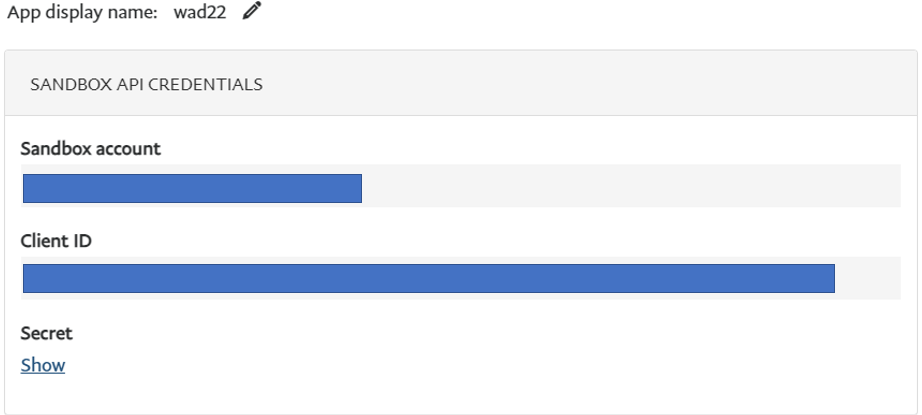 App display name: wad22
SANDBOX API CREDENTIALS
Sandbox account
Client ID
Secret
Show